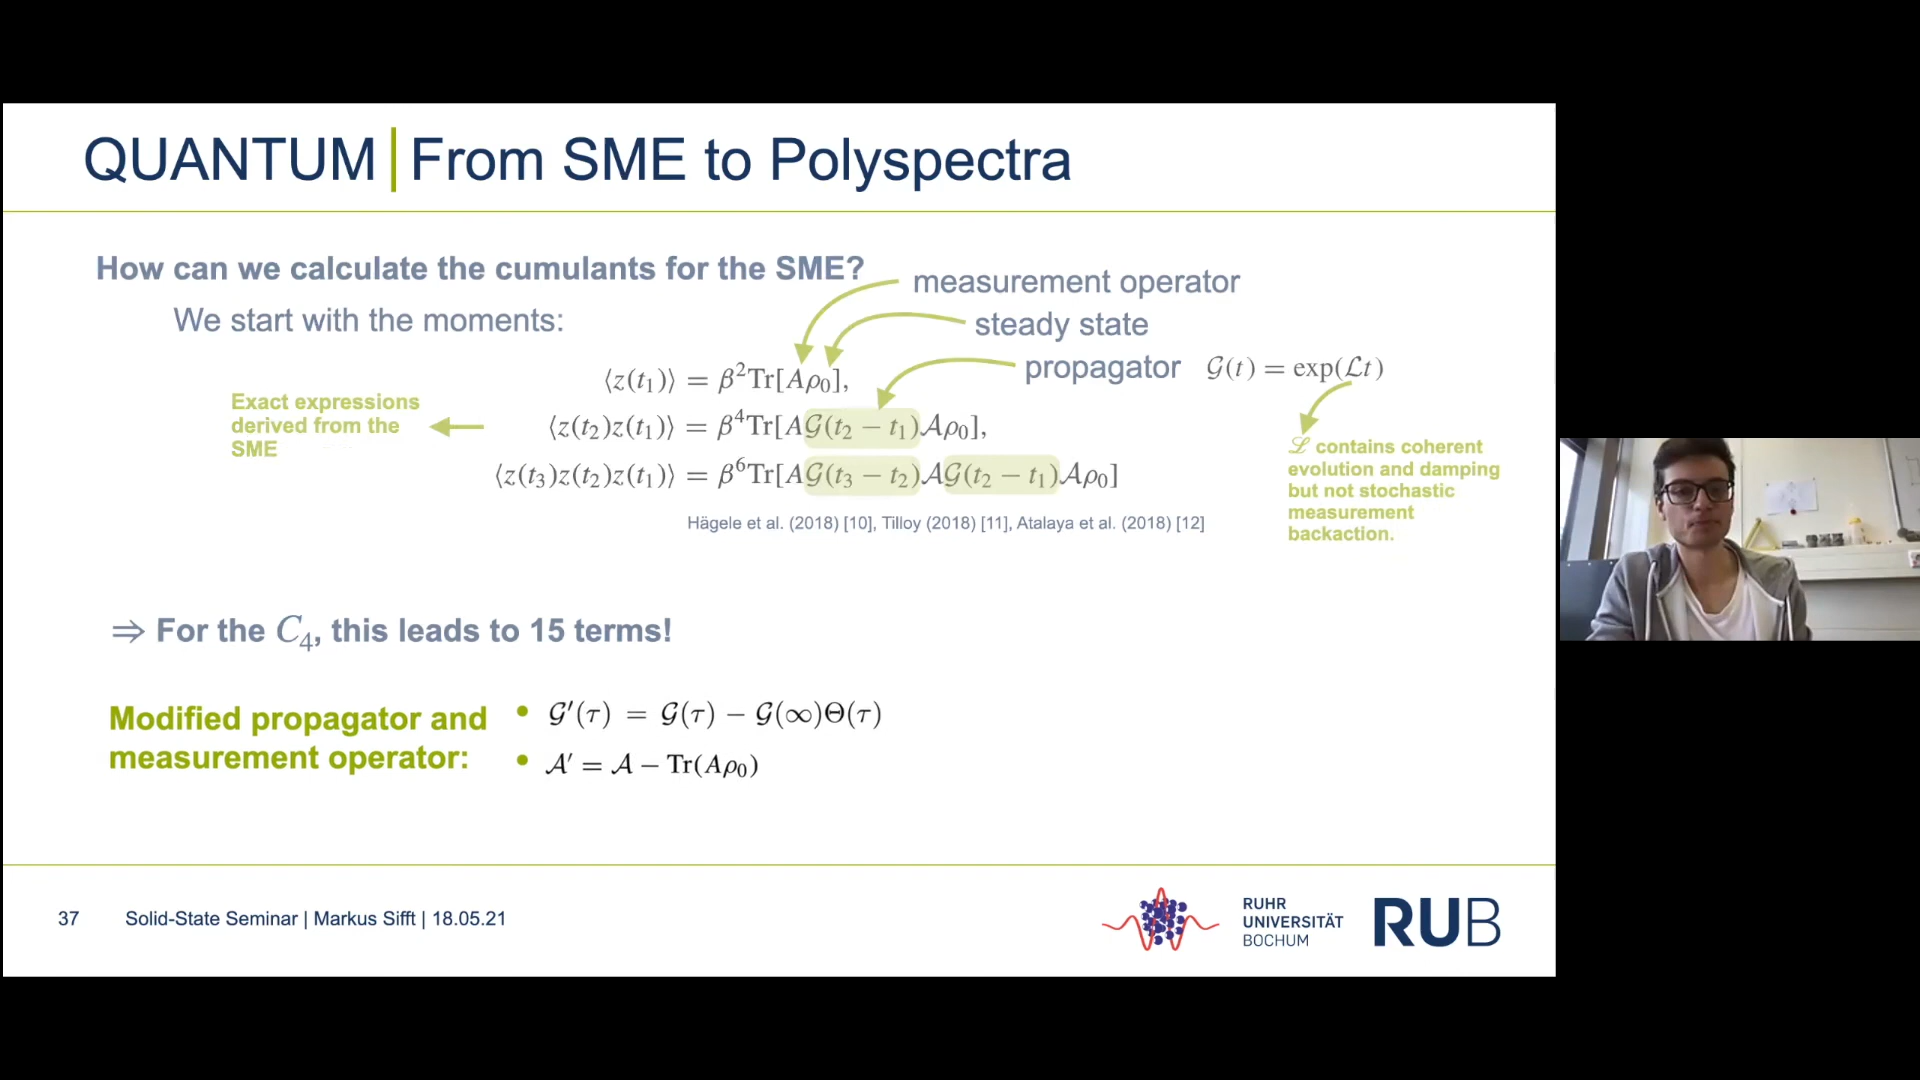 QUANTUM | From SME to Polyspectra
How can we calculate the cumulants for the SME?
We start with the moments:
measurement operator
steady state
propagator 𝒢(t) = exp(ℒt)
⟨z(t₁)⟩ = β²Tr[Aρ₀],
⟨z(t₂)z(t₁)⟩ = β⁴Tr[A𝒢(t₂ − t₁)𝒜ρ₀],
⟨z(t₃)z(t₂)z(t₁)⟩ = β⁶Tr[A𝒢(t₃ − t₂)𝒜𝒢(t₂ − t₁)𝒜ρ₀]
Exact expressions
derived from the
SME
ℒ contains coherent
evolution and damping
but not stochastic
measurement
backaction.
Hägele et al. (2018) [10], Tilloy (2018) [11], Atalaya et al. (2018) [12]
⇒ For the C₄, this leads to 15 terms!
Modified propagator and
measurement operator:
• 𝒢′(τ) = 𝒢(τ) − 𝒢(∞)Θ(τ)
• 𝒜′ = 𝒜 − Tr(Aρ₀)
37 Solid-State Seminar | Markus Sifft | 18.05.21
RUHR
UNIVERSITÄT
BOCHUM
RUB